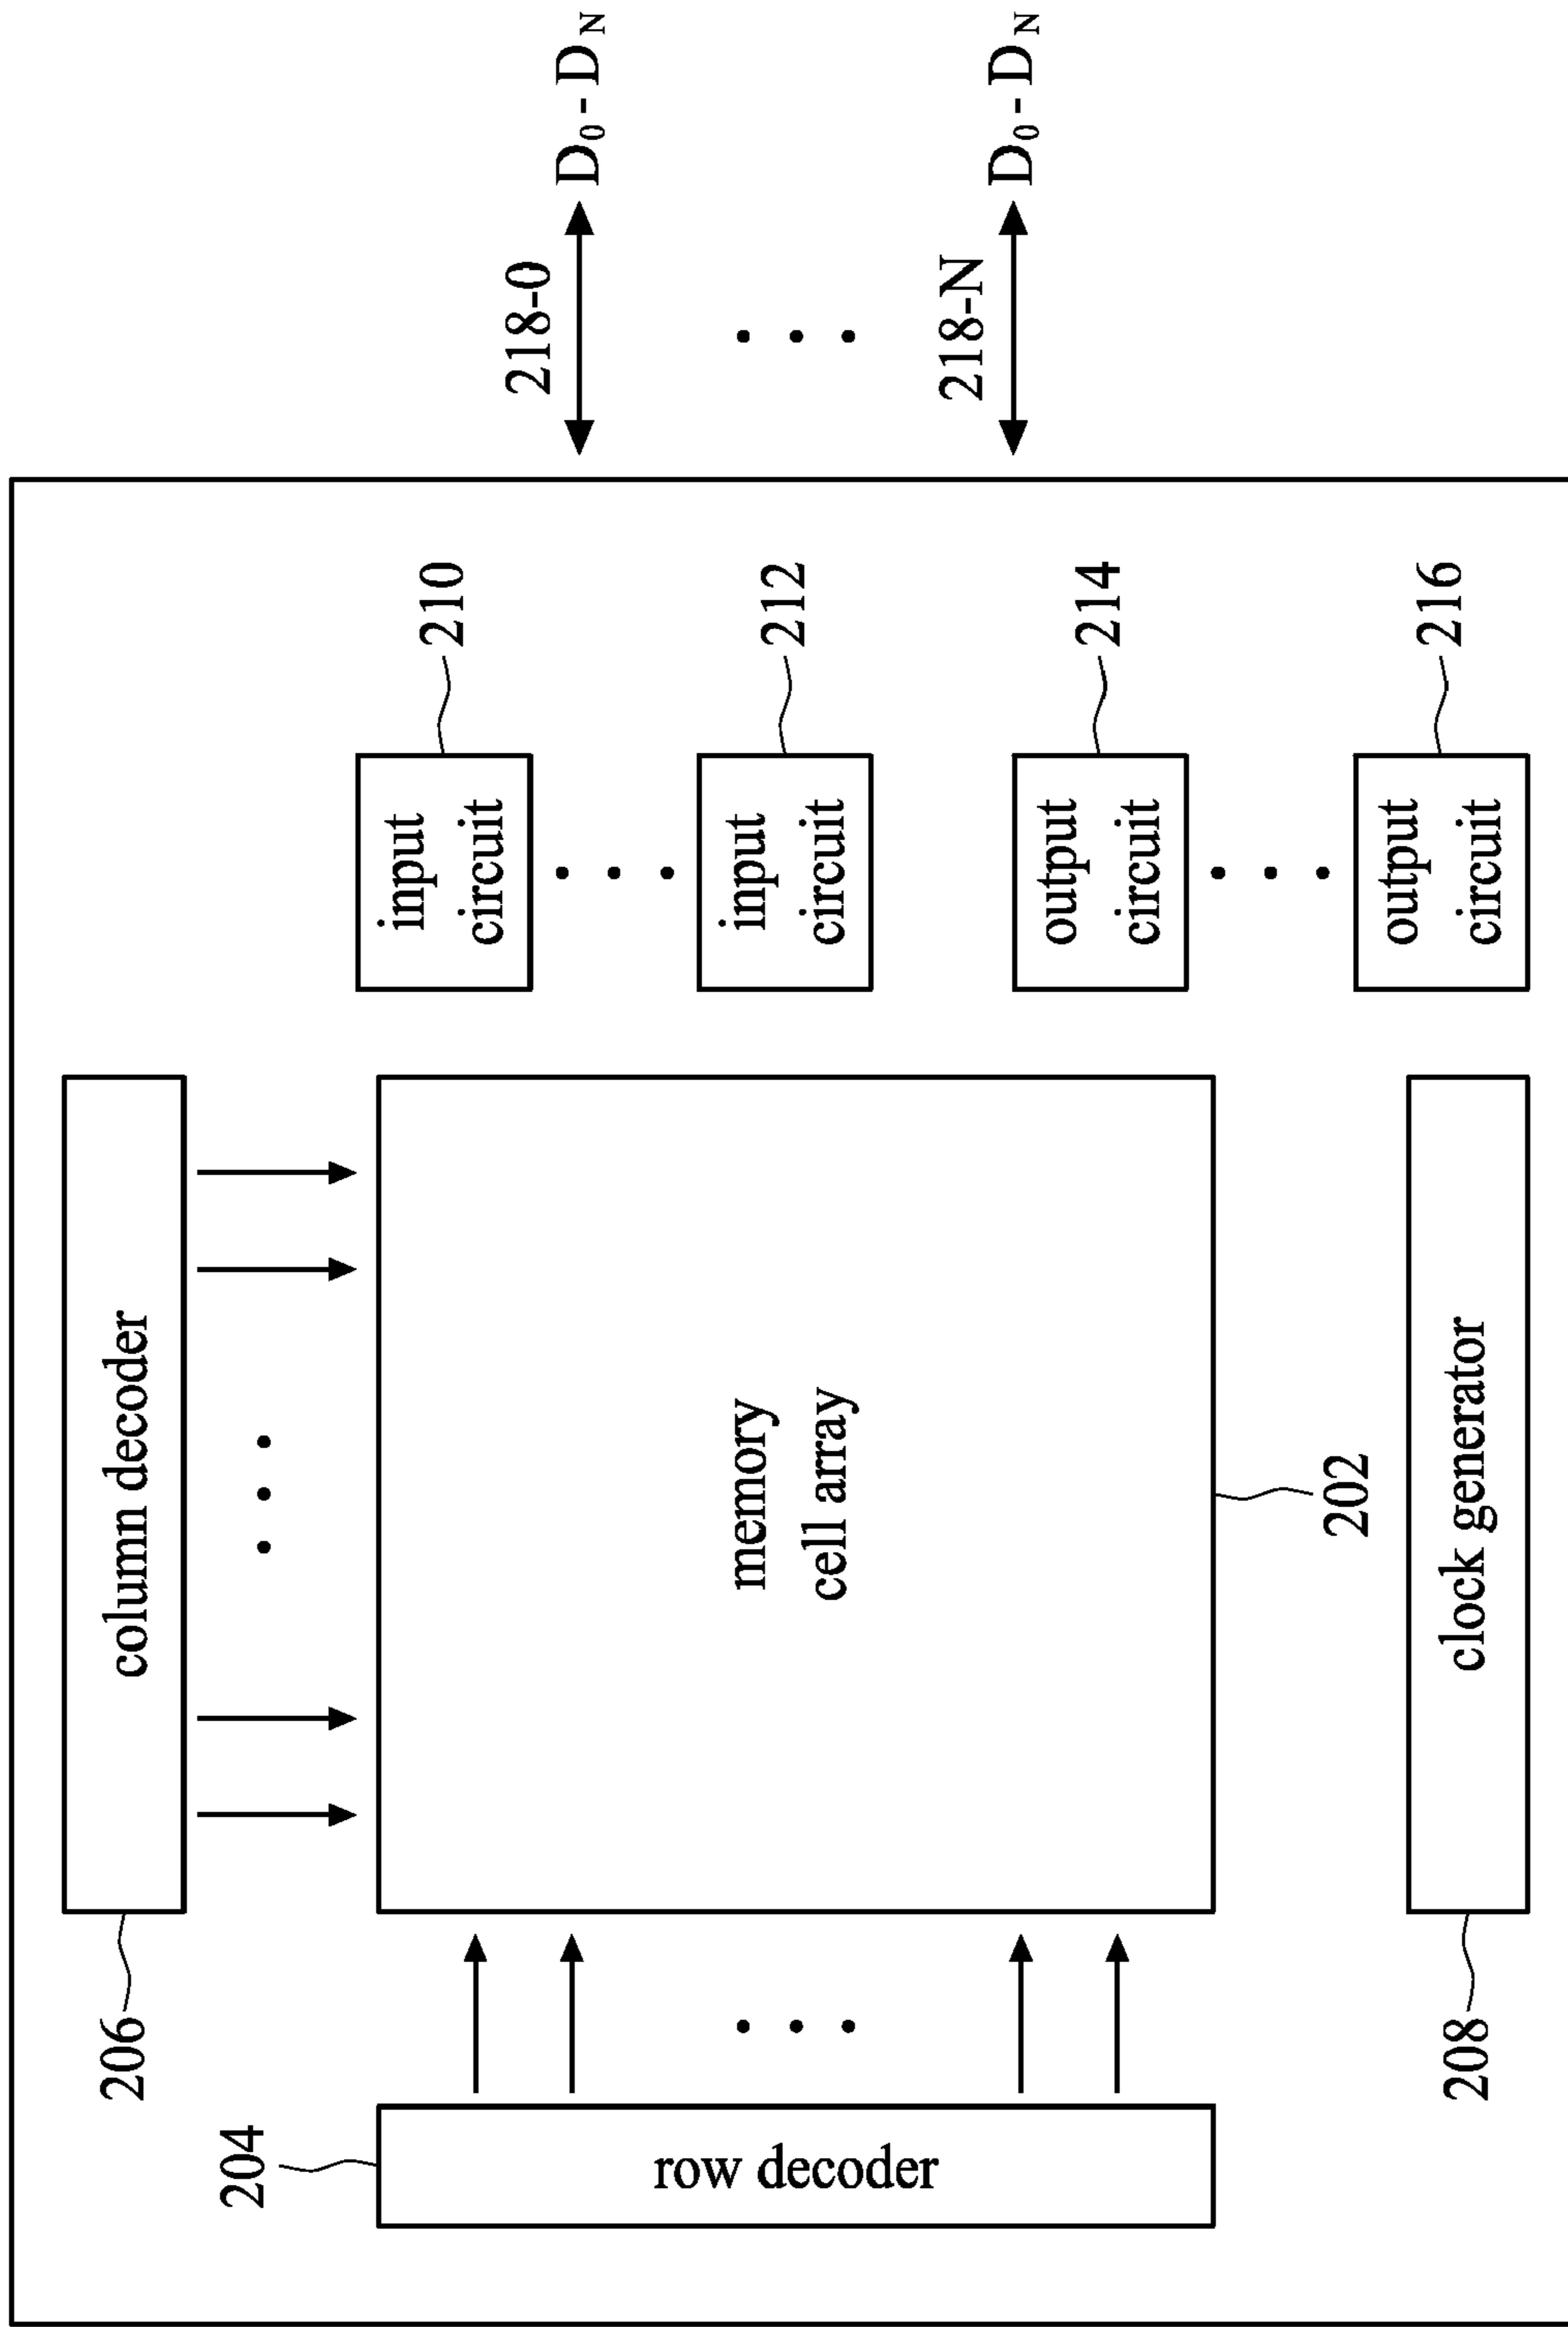 206
column decoder
204
row decoder
memory
cell array
202
208
clock generator
input
circuit
210
input
circuit
212
output
circuit
214
output
circuit
216
218-0
D0 - DN
218-N
D0 - DN